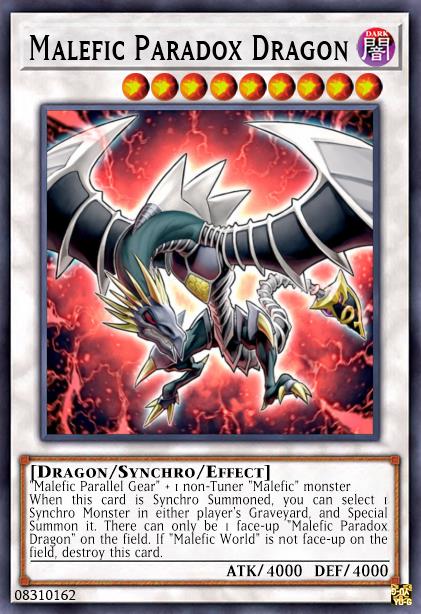 MALEFIC PARADOX DRAGON
DARK
闇
[DRAGON/SYNCHRO/EFFECT]
"Malefic Parallel Gear" + 1 non-Tuner "Malefic" monster
When this card is Synchro Summoned, you can select 1
Synchro Monster in either player's Graveyard, and Special
Summon it. There can only be 1 face-up "Malefic Paradox
Dragon" on the field. If "Malefic World" is not face-up on the
field, destroy this card.
ATK/4000 DEF/4000
08310162